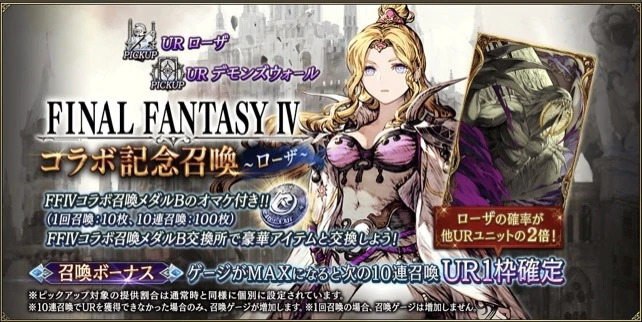 PICKUP
UR ローザ
PICKUP
UR デモンズウォール
FINAL FANTASY IV
コラボ記念召喚 ～ローザ～
FFIVコラボ召喚メダルBのオマケ付き!!
（1回召喚：10枚、10連召喚：100枚）
FFIVコラボ召喚メダルB交換所で豪華アイテムと交換しよう！
ローザの確率が
他URユニットの2倍！
召喚ボーナス
ゲージがMAXになると次の10連召喚 UR1枠確定
※ピックアップ対象の提供割合は通常時と同様に個別に設定されています。
※10連召喚でURを獲得できなかった場合のみ、召喚ゲージが増加します。※1回召喚の場合、召喚ゲージは増加しません。